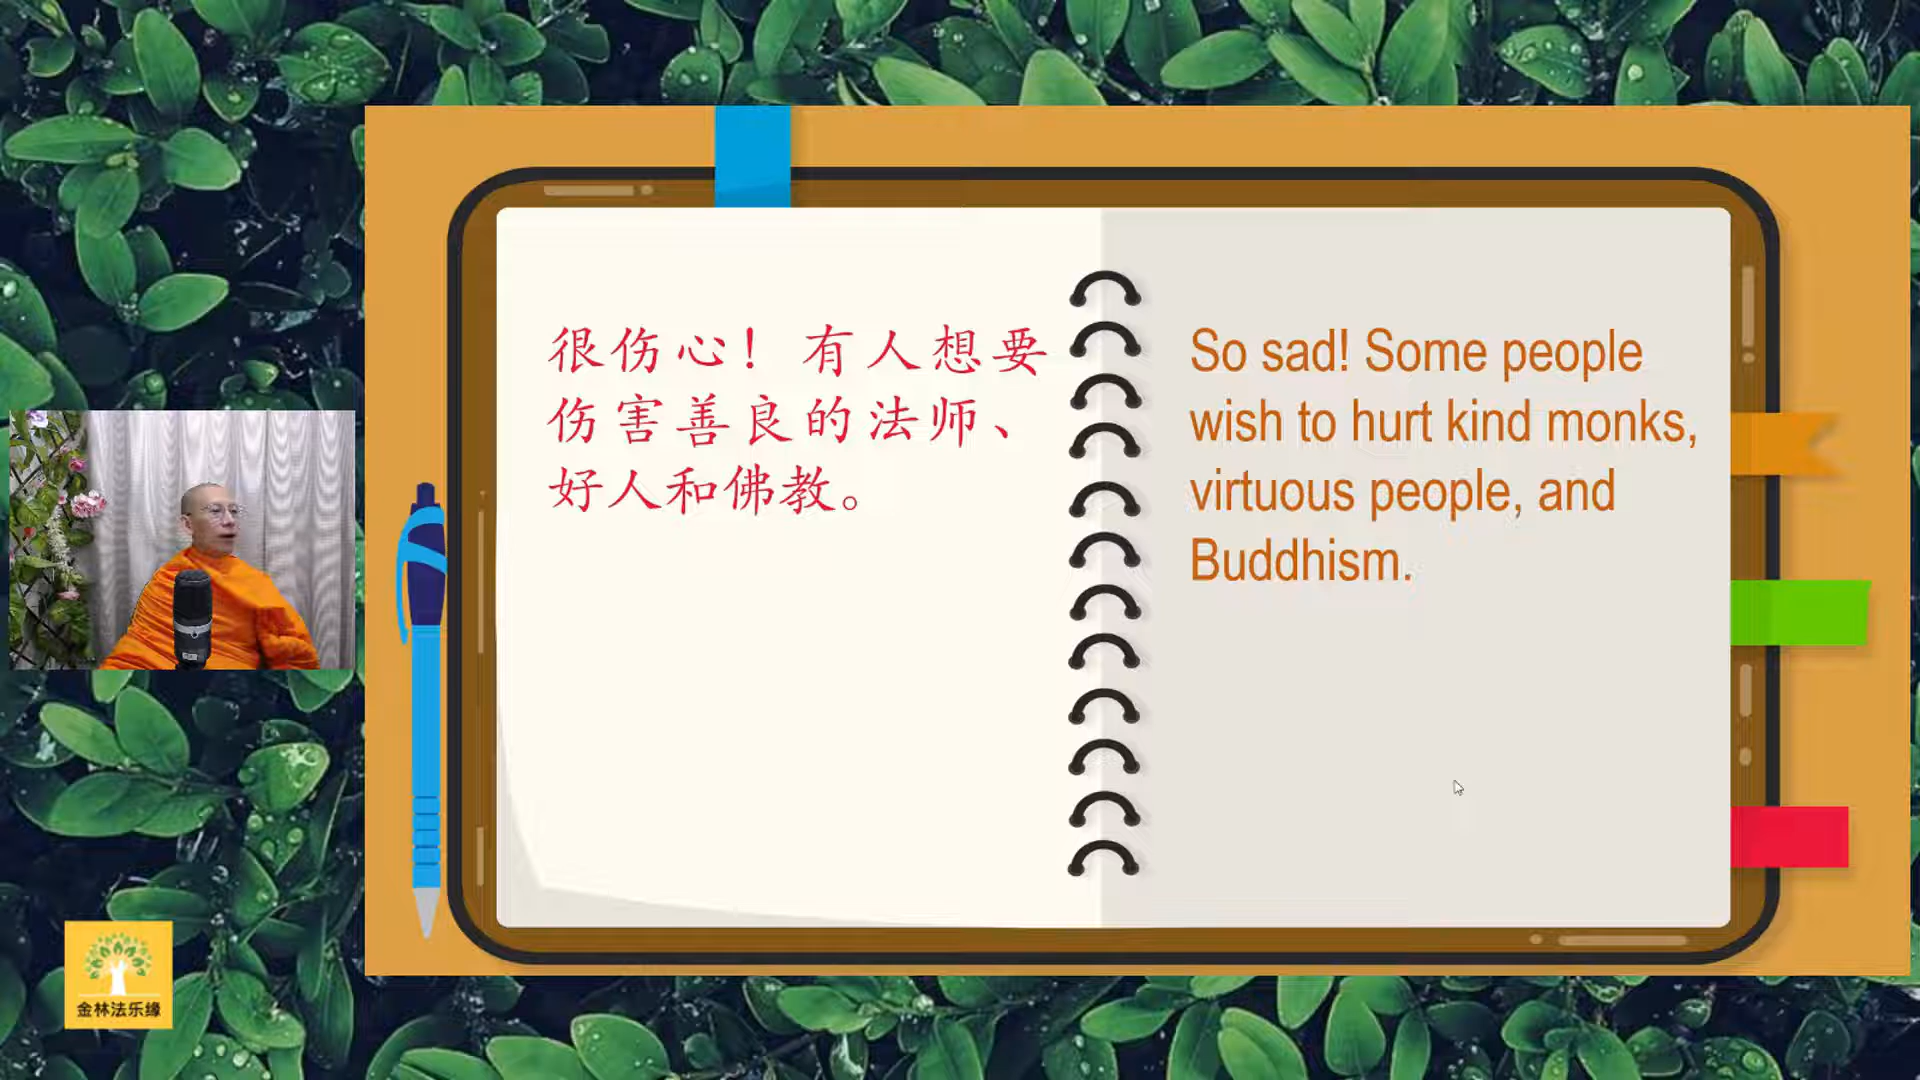 很伤心！有人想要
伤害善良的法师、
好人和佛教。
So sad! Some people
wish to hurt kind monks,
virtuous people, and
Buddhism.
金林法乐缘